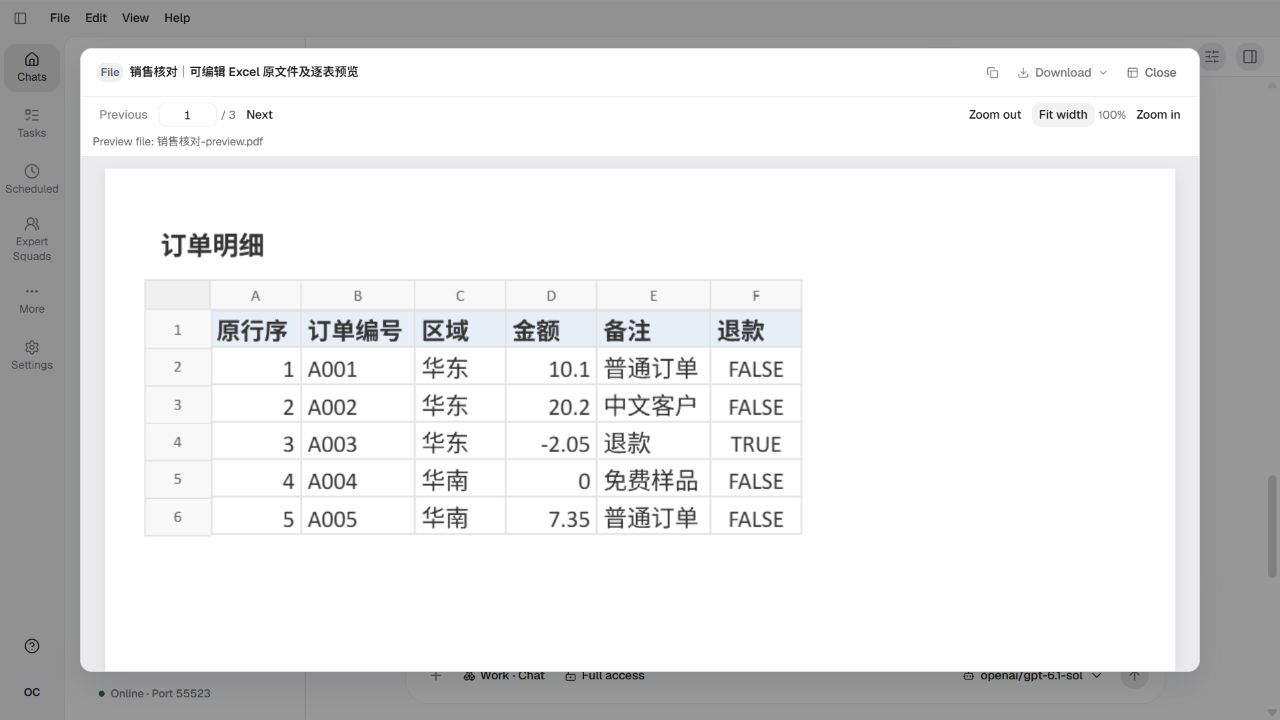 File Edit View Help
Chats
Tasks
Scheduled
Expert
Squads
More
Settings
OC
File 销售核对｜可编辑 Excel 原文件及逐表预览
Download
Close
Previous 1 / 3 Next
Zoom out Fit width 100% Zoom in
Preview file: 销售核对-preview.pdf
订单明细
A B C D E F
1 原行序 订单编号 区域 金额 备注 退款
2 1 A001 华东 10.1 普通订单 FALSE
3 2 A002 华东 20.2 中文客户 FALSE
4 3 A003 华东 -2.05 退款 TRUE
5 4 A004 华南 0 免费样品 FALSE
6 5 A005 华南 7.35 普通订单 FALSE
Work · Chat Full access openai/gpt-6.1-sol
Online · Port 55523